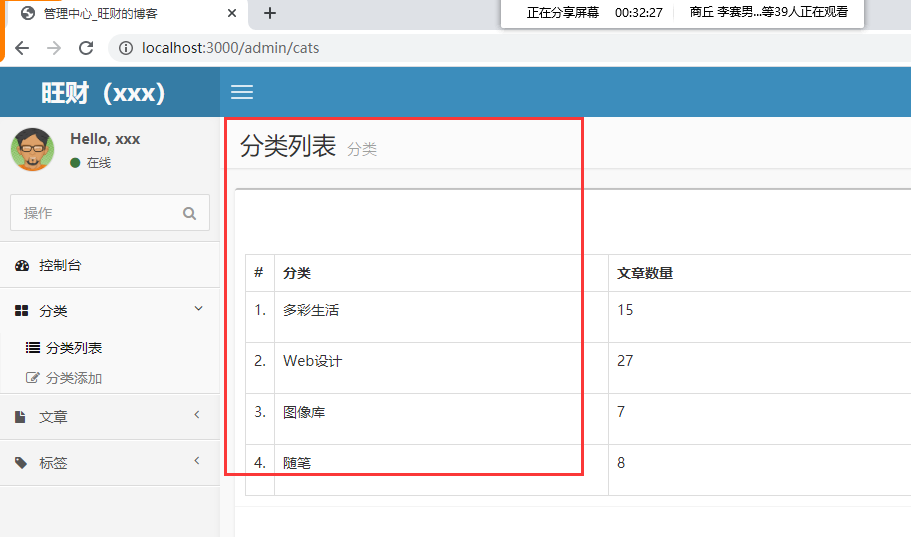 管理中心_旺财的博客
正在分享屏幕 00:32:27 商丘 李赛男...等39人正在观看
localhost:3000/admin/cats
旺财（xxx）
Hello, xxx
在线
操作
控制台
分类
分类列表
分类添加
文章
标签
分类列表 分类
# 分类 文章数量
1. 多彩生活 15
2. Web设计 27
3. 图像库 7
4. 随笔 8